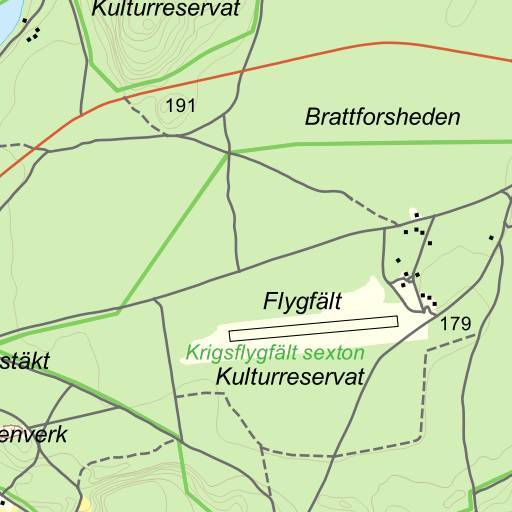 Kulturreservat
191
Brattforsheden
Flygfält
179
Krigsflygfält sexton
Kulturreservat
stäkt
enverk